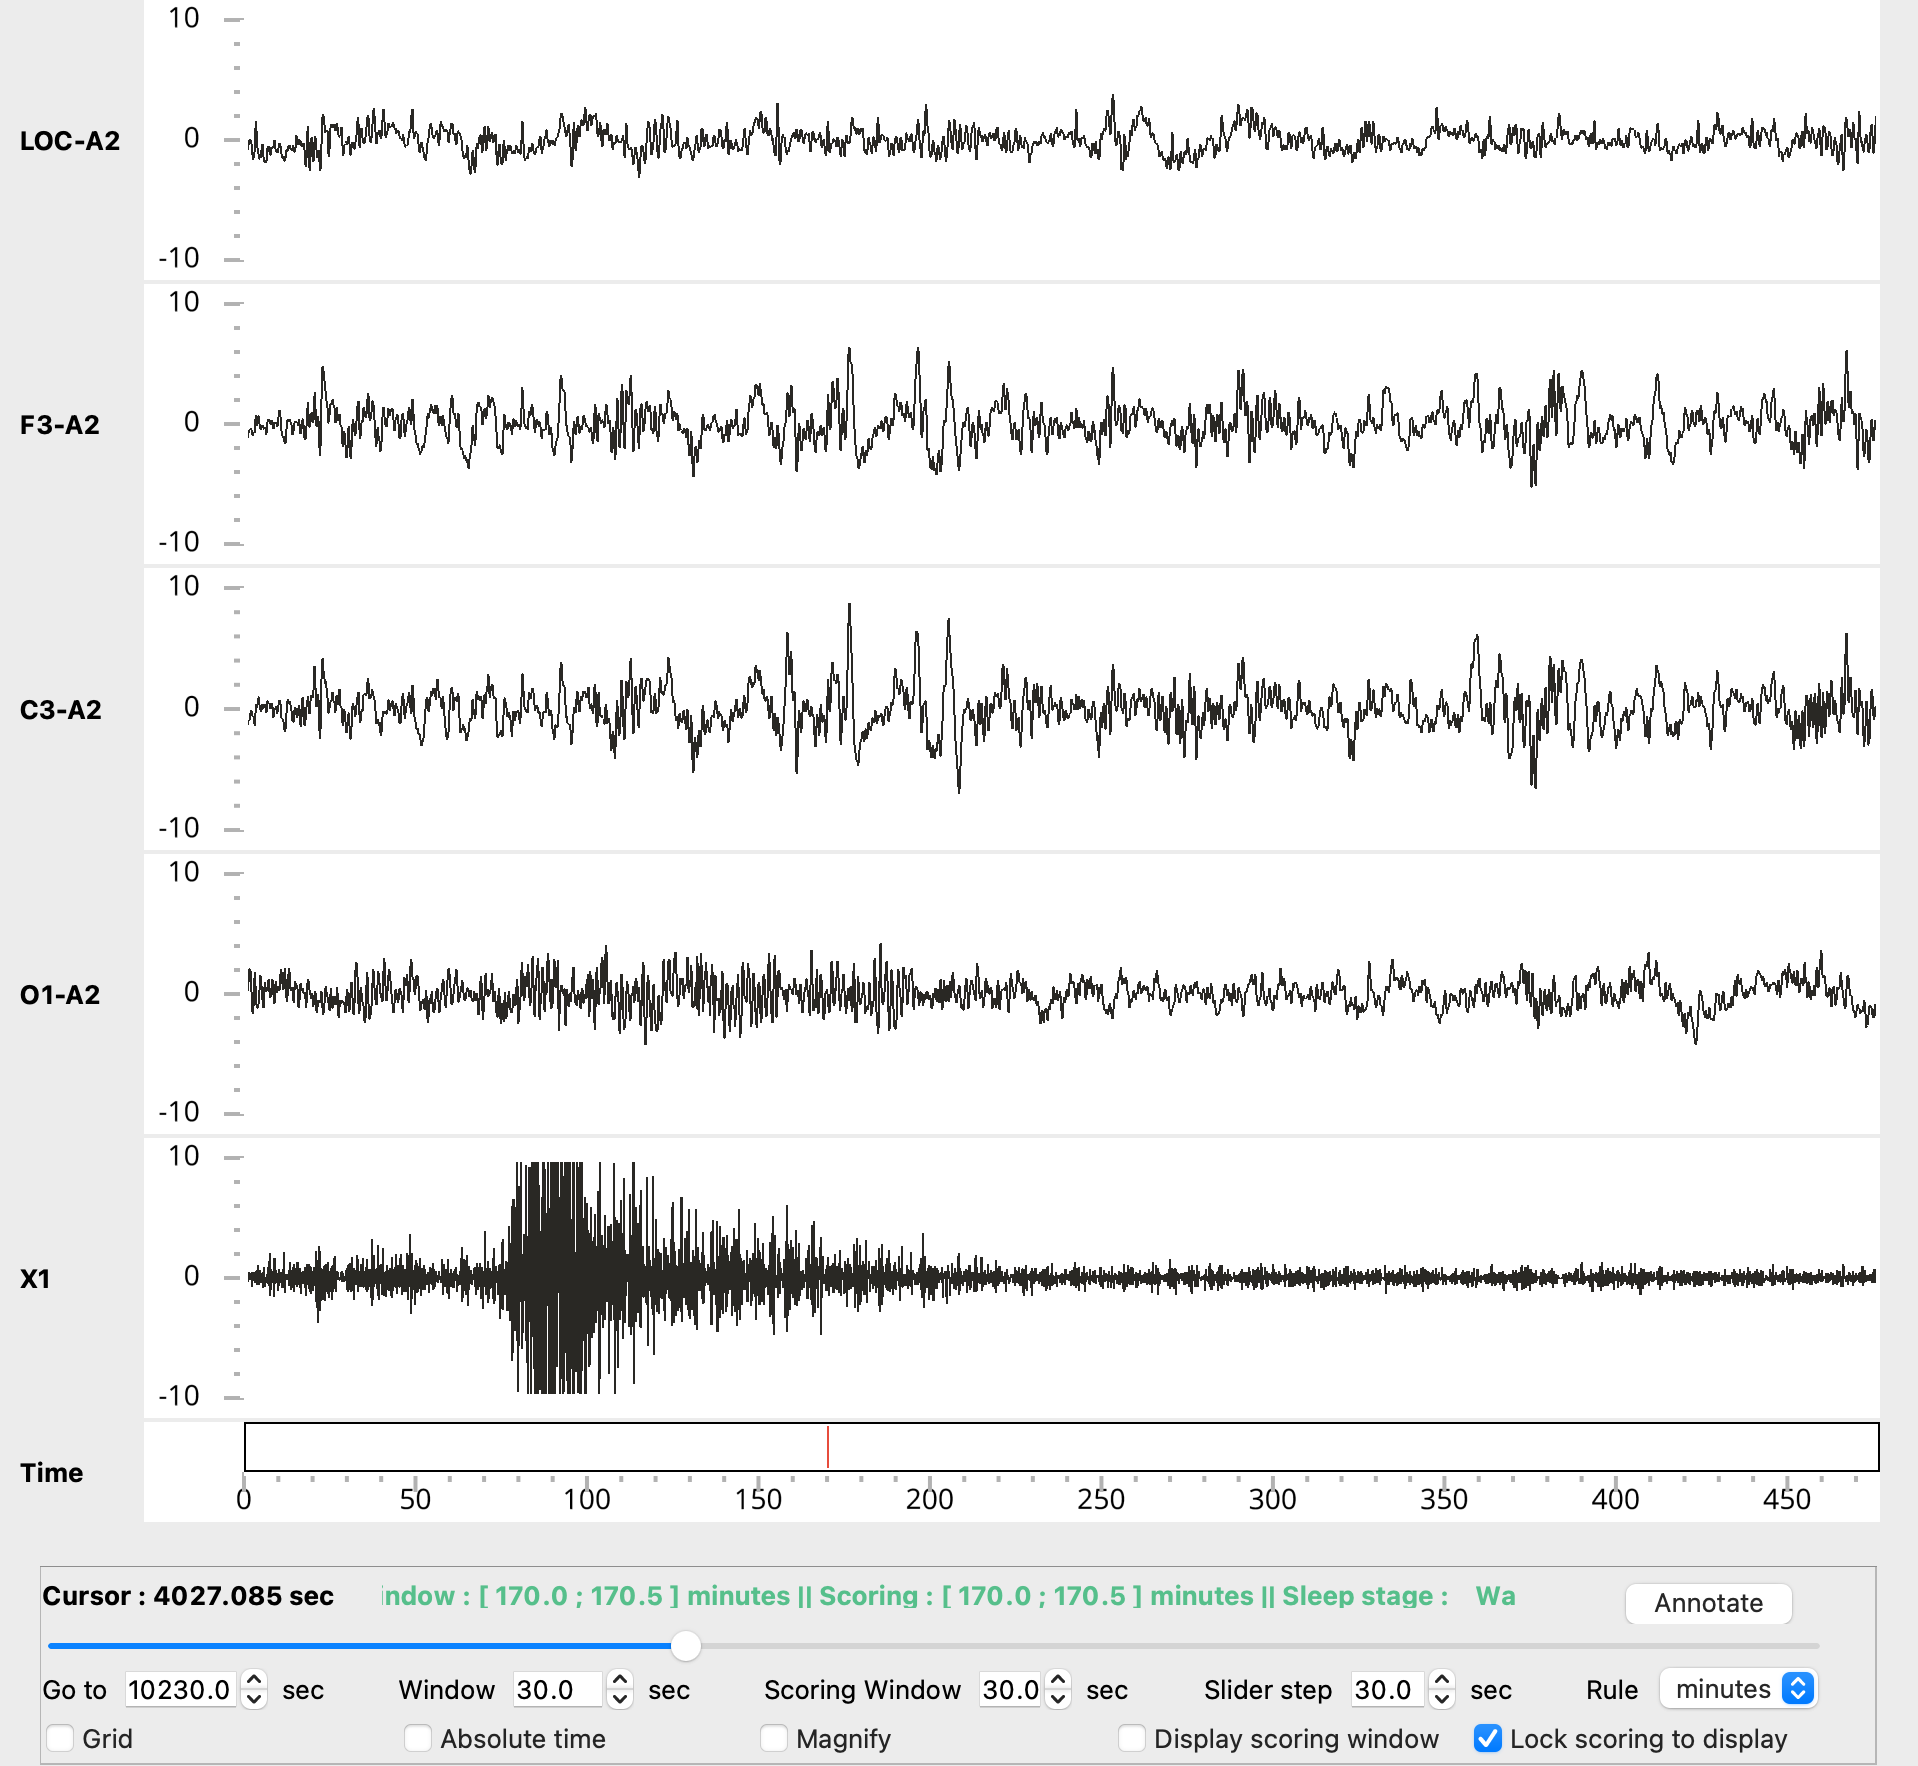 10
LOC-A2
0
-10
10
F3-A2
0
-10
10
C3-A2
0
-10
10
O1-A2
0
-10
10
X1
0
-10
Time
0 50 100 150 200 250 300 350 400 450
Cursor : 4027.085 sec indow : [ 170.0 ; 170.5 ] minutes || Scoring : [ 170.0 ; 170.5 ] minutes || Sleep stage : Wa Annotate
Go to 10230.0 sec Window 30.0 sec Scoring Window 30.0 sec Slider step 30.0 sec Rule minutes
Grid Absolute time Magnify Display scoring window Lock scoring to display